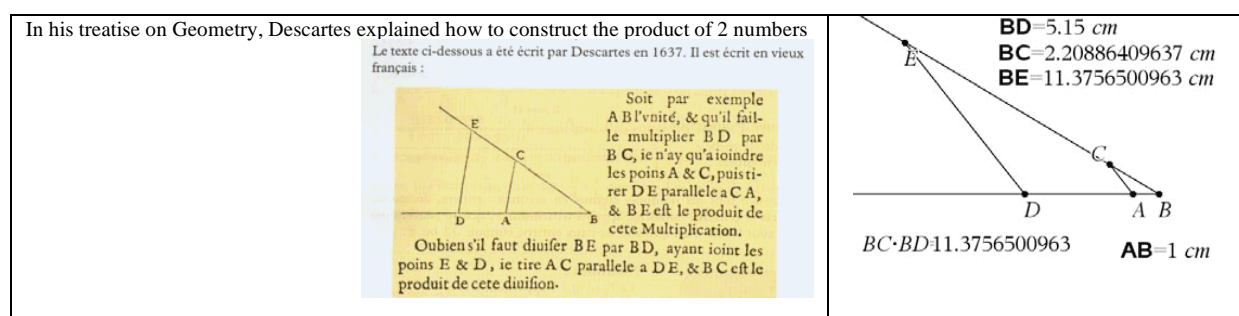 In his treatise on Geometry, Descartes explained how to construct the product of 2 numbers
Le texte ci-dessous a été écrit par Descartes en 1637. Il est écrit en vieux
français :
E
C
D
A
B
Soit par exemple
A B l'vnité, & qu'il fail-
le multiplier B D par
B C, ie n'ay qu'a ioindre
les poins A & C, puis ti-
rer D E parallele a C A,
& B E est le produit de
cete Multiplication.
Oubien s'il faut diuiser B E par B D, ayant ioint les
poins E & D, ie tire A C parallele a D E, & B C est le
produit de cete diuision.
BD=5.15 cm
BC=2.20886409637 cm
BE=11.3756500963 cm
E
C
D
A B
BC·BD=11.3756500963
AB=1 cm